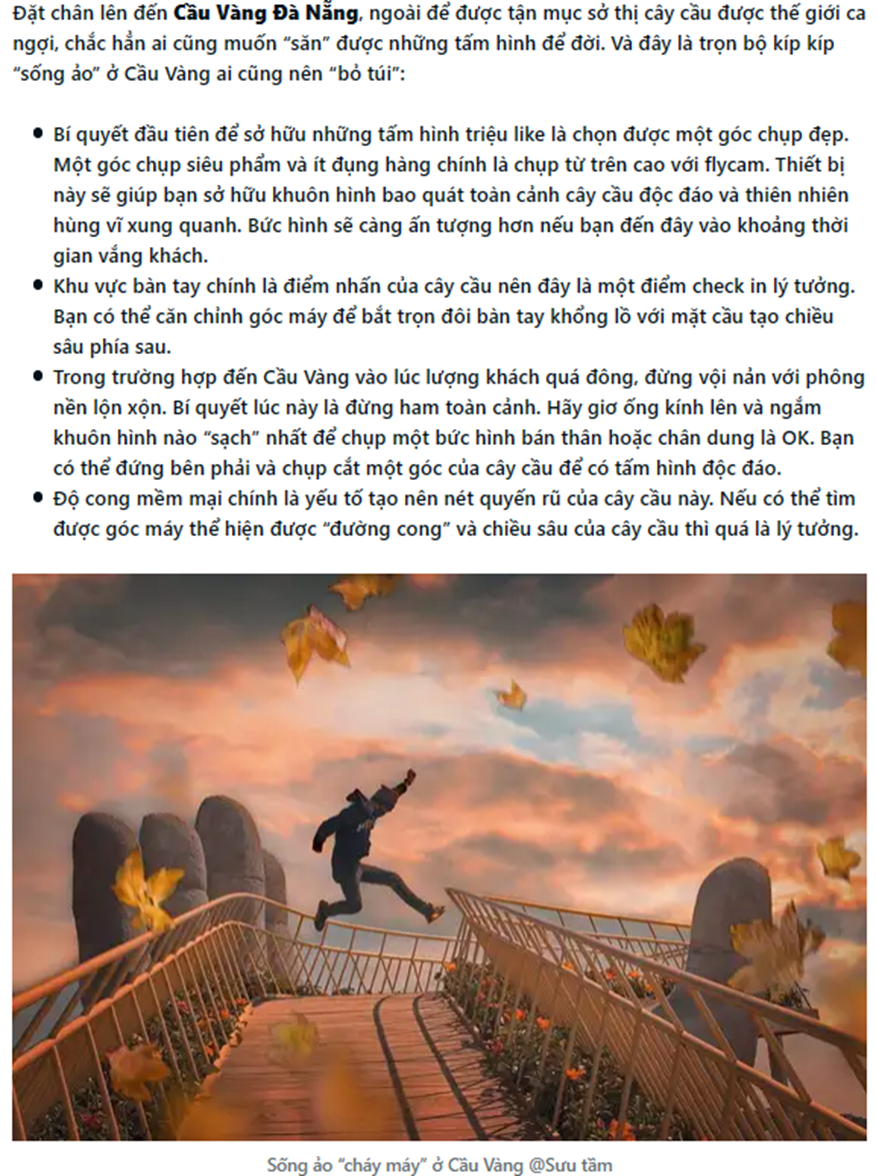 Đặt chân lên đến Cầu Vàng Đà Nẵng, ngoài để được tận mục sở thị cây cầu được thế giới ca
ngợi, chắc hẳn ai cũng muốn “săn” được những tấm hình để đời. Và đây là trọn bộ kíp kíp
“sống ảo” ở Cầu Vàng ai cũng nên “bỏ túi”:
● Bí quyết đầu tiên để sở hữu những tấm hình triệu like là chọn được một góc chụp đẹp.
Một góc chụp siêu phẩm và ít đụng hàng chính là chụp từ trên cao với flycam. Thiết bị
này sẽ giúp bạn sở hữu khuôn hình bao quát toàn cảnh cây cầu độc đáo và thiên nhiên
hùng vĩ xung quanh. Bức hình sẽ càng ấn tượng hơn nếu bạn đến đây vào khoảng thời
gian vắng khách.
● Khu vực bàn tay chính là điểm nhấn của cây cầu nên đây là một điểm check in lý tưởng.
Bạn có thể căn chỉnh góc máy để bắt trọn đôi bàn tay khổng lồ với mặt cầu tạo chiều
sâu phía sau.
● Trong trường hợp đến Cầu Vàng vào lúc lượng khách quá đông, đừng vội nản với phông
nền lộn xộn. Bí quyết lúc này là đừng ham toàn cảnh. Hãy giơ ống kính lên và ngắm
khuôn hình nào “sạch” nhất để chụp một bức hình bán thân hoặc chân dung là OK. Bạn
có thể đứng bên phải và chụp cắt một góc của cây cầu để có tấm hình độc đáo.
● Độ cong mềm mại chính là yếu tố tạo nên nét quyến rũ của cây cầu này. Nếu có thể tìm
được góc máy thể hiện được “đường cong” và chiều sâu của cây cầu thì quá là lý tưởng.
Sống ảo “cháy máy” ở Cầu Vàng @Sưu tầm